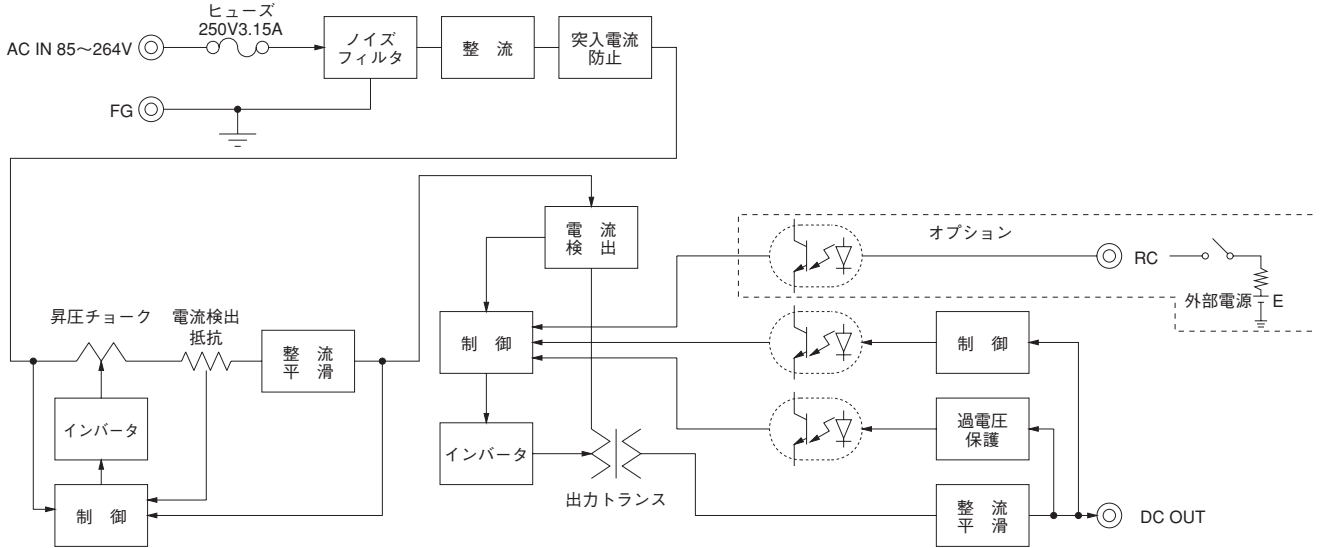 ヒューズ
250V3.15A
AC IN 85～264V
ノイズ
フィルタ
整 流
突入電流
防止
FG
電 流
検 出
オプション
RC
外部電源
E
昇圧チョーク
電流検出
抵抗
整 流
平 滑
制 御
制 御
インバータ
インバータ
過電圧
保護
出力トランス
制 御
整 流
平 滑
DC OUT